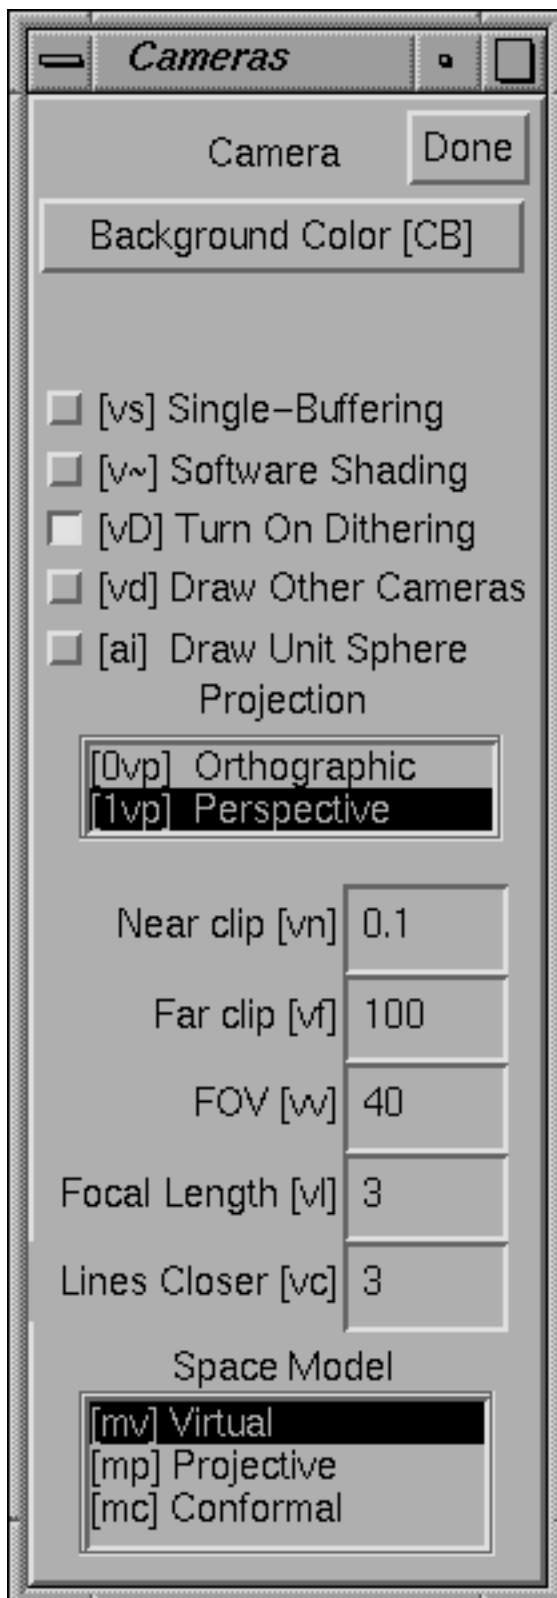 Cameras
Camera
Done
Background Color [CB]
[vs] Single-Buffering
[v~] Software Shading
[vD] Turn On Dithering
[vd] Draw Other Cameras
[ai] Draw Unit Sphere
Projection
[0vp] Orthographic
[1vp] Perspective
Near clip [vn] 0.1
Far clip [vf] 100
FOV [vv] 40
Focal Length [vl] 3
Lines Closer [vc] 3
Space Model
[mv] Virtual
[mp] Projective
[mc] Conformal